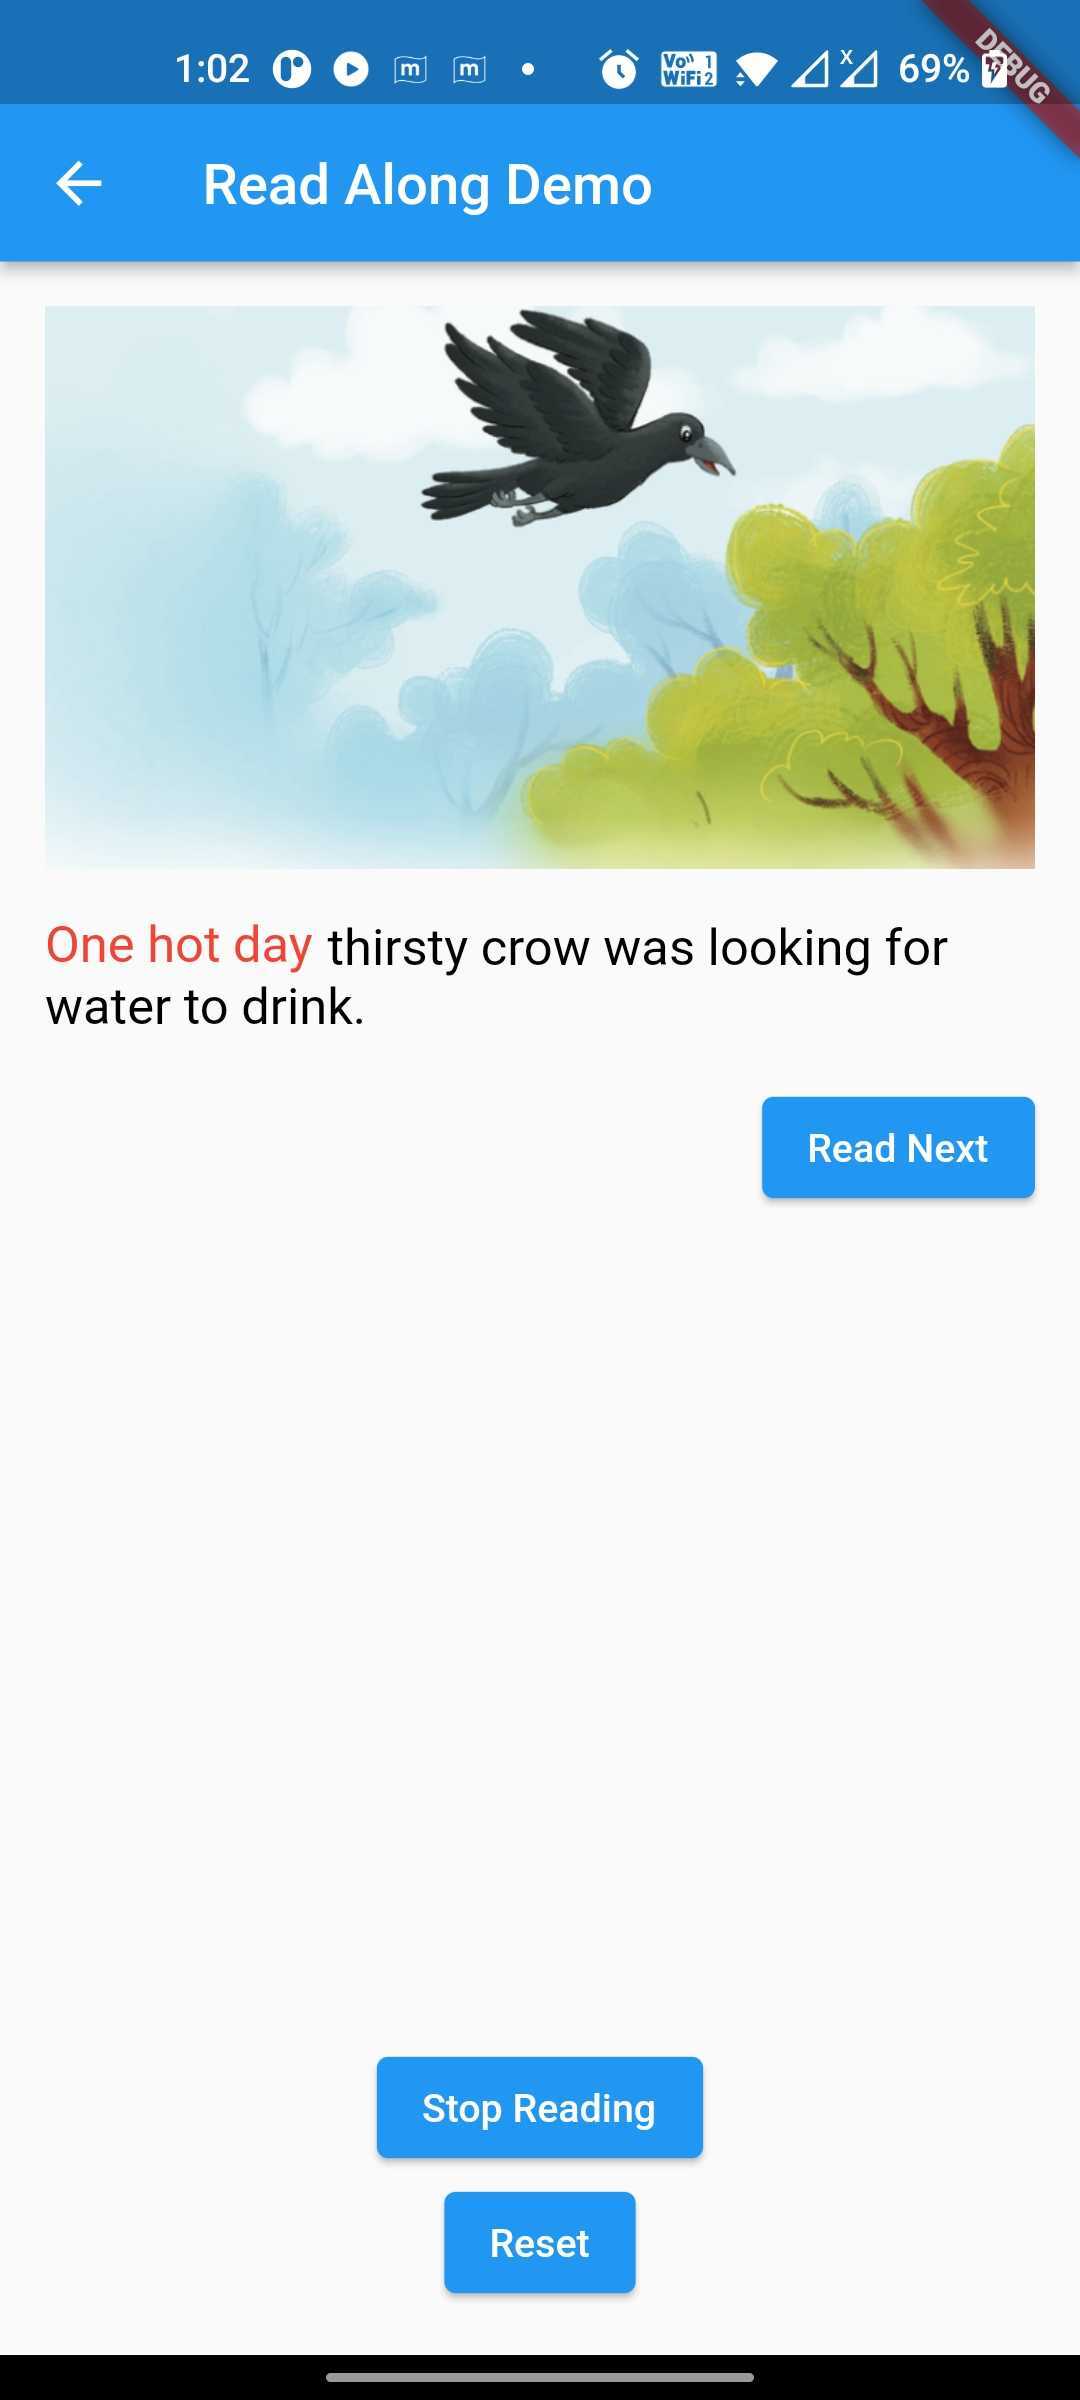 1:02 m m Vo)) 1 WiFi 2 x 69%
DEBUG
Read Along Demo
One hot day thirsty crow was looking for
water to drink.
Read Next
Stop Reading
Reset